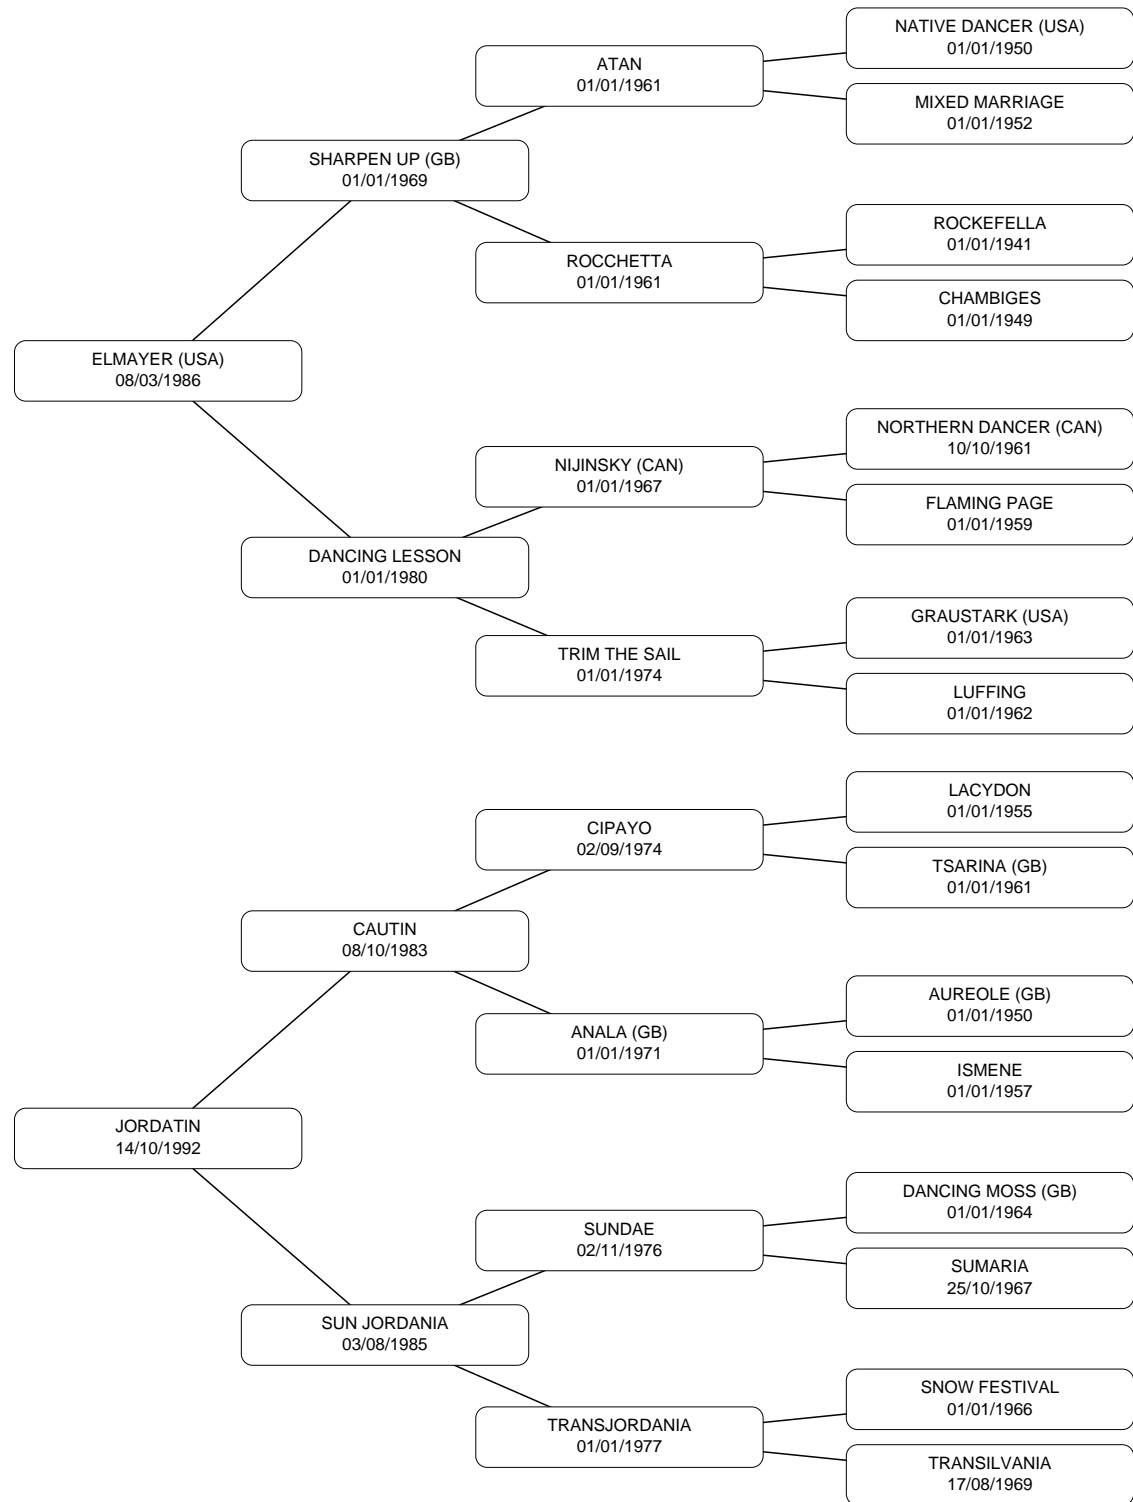 NATIVE DANCER (USA)
01/01/1950
ATAN
01/01/1961
MIXED MARRIAGE
01/01/1952
SHARPEN UP (GB)
01/01/1969
ROCKEFELLA
01/01/1941
ROCCHETTA
01/01/1961
CHAMBIGES
01/01/1949
ELMAYER (USA)
08/03/1986
NORTHERN DANCER (CAN)
10/10/1961
NIJINSKY (CAN)
01/01/1967
FLAMING PAGE
01/01/1959
DANCING LESSON
01/01/1980
GRAUSTARK (USA)
01/01/1963
TRIM THE SAIL
01/01/1974
LUFFING
01/01/1962
LACYDON
01/01/1955
CIPAYO
02/09/1974
TSARINA (GB)
01/01/1961
CAUTIN
08/10/1983
AUREOLE (GB)
01/01/1950
ANALA (GB)
01/01/1971
ISMENE
01/01/1957
JORDATIN
14/10/1992
DANCING MOSS (GB)
01/01/1964
SUNDAE
02/11/1976
SUMARIA
25/10/1967
SUN JORDANIA
03/08/1985
SNOW FESTIVAL
01/01/1966
TRANSJORDANIA
01/01/1977
TRANSILVANIA
17/08/1969